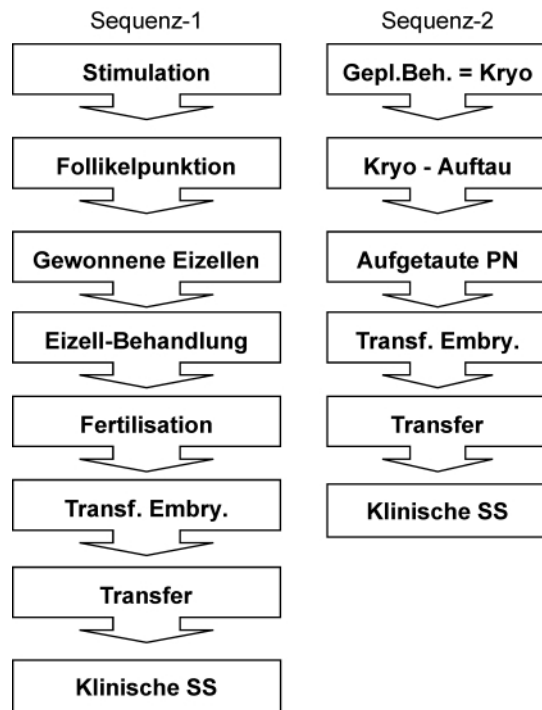 Sequenz-1
Stimulation
Follikelpunktion
Gewonnene Eizellen
Eizell-Behandlung
Fertilisation
Transf. Embry.
Transfer
Klinische SS
Sequenz-2
Gepl.Beh. = Kryo
Kryo - Auftau
Aufgetaute PN
Transf. Embry.
Transfer
Klinische SS